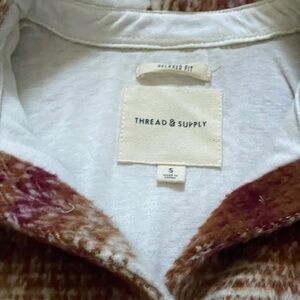 RELAXED FIT
THREAD & SUPPLY
S